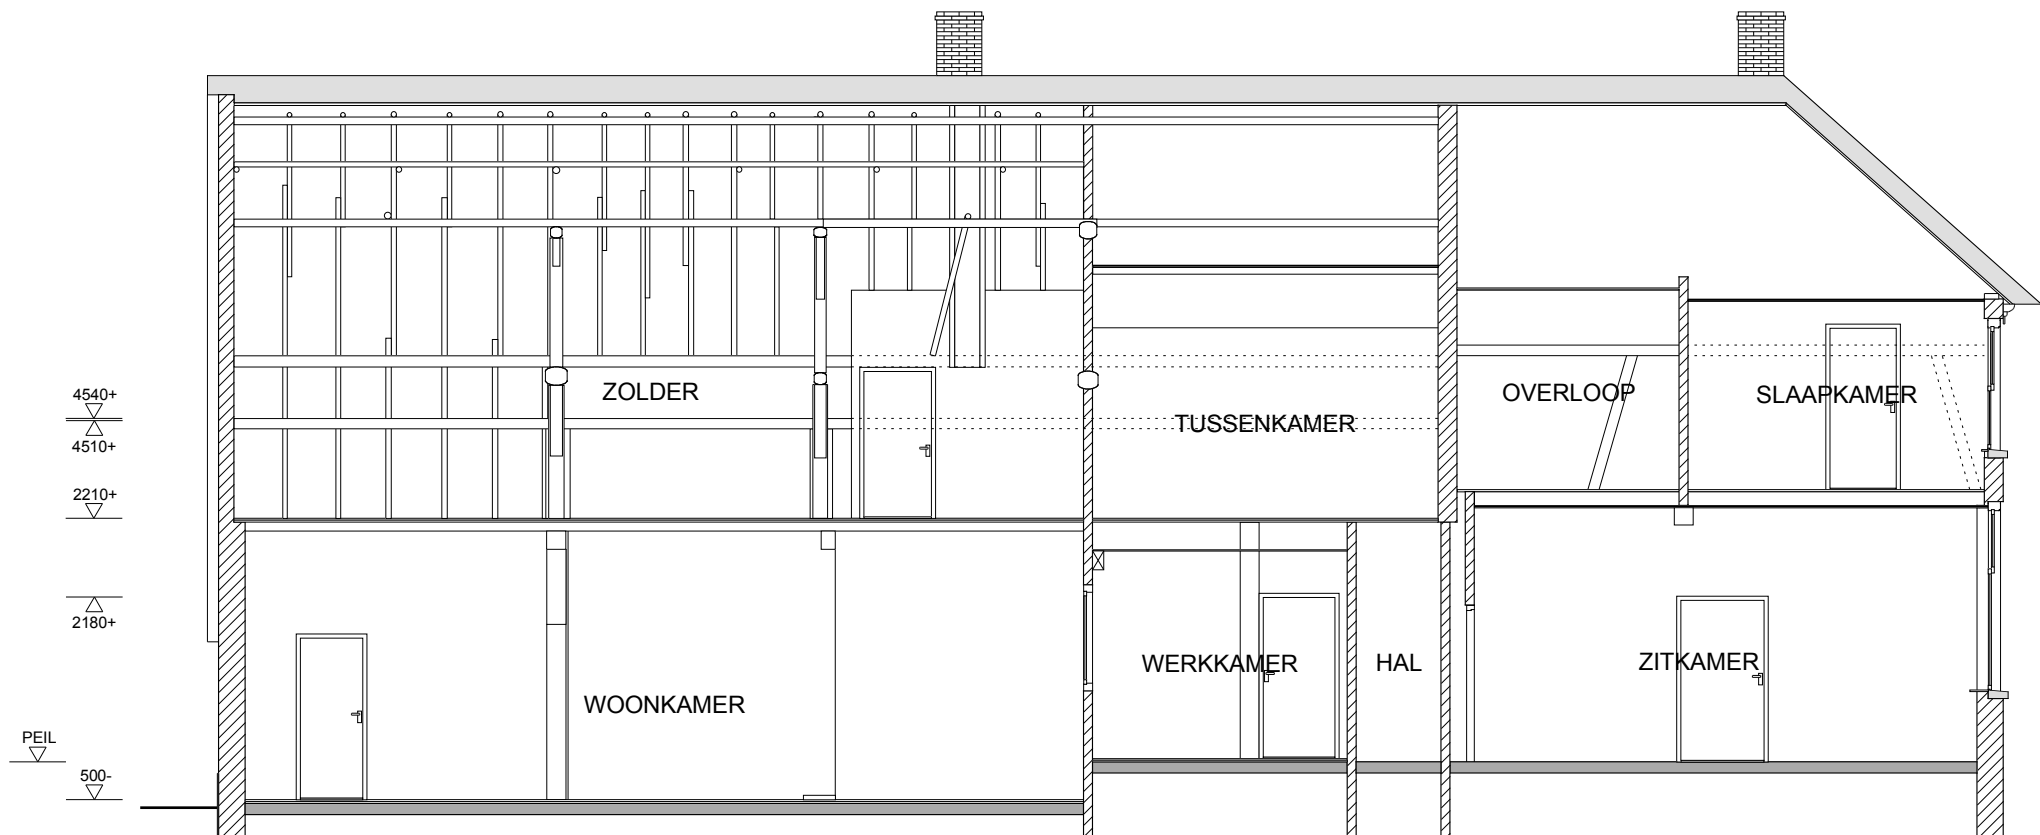 4540+
ZOLDER
OVERLOOP
SLAAPKAMER
4510+
TUSSENKAMER
2210+
2180+
WERKKAMER
HAL
ZITKAMER
WOONKAMER
PEIL
500-